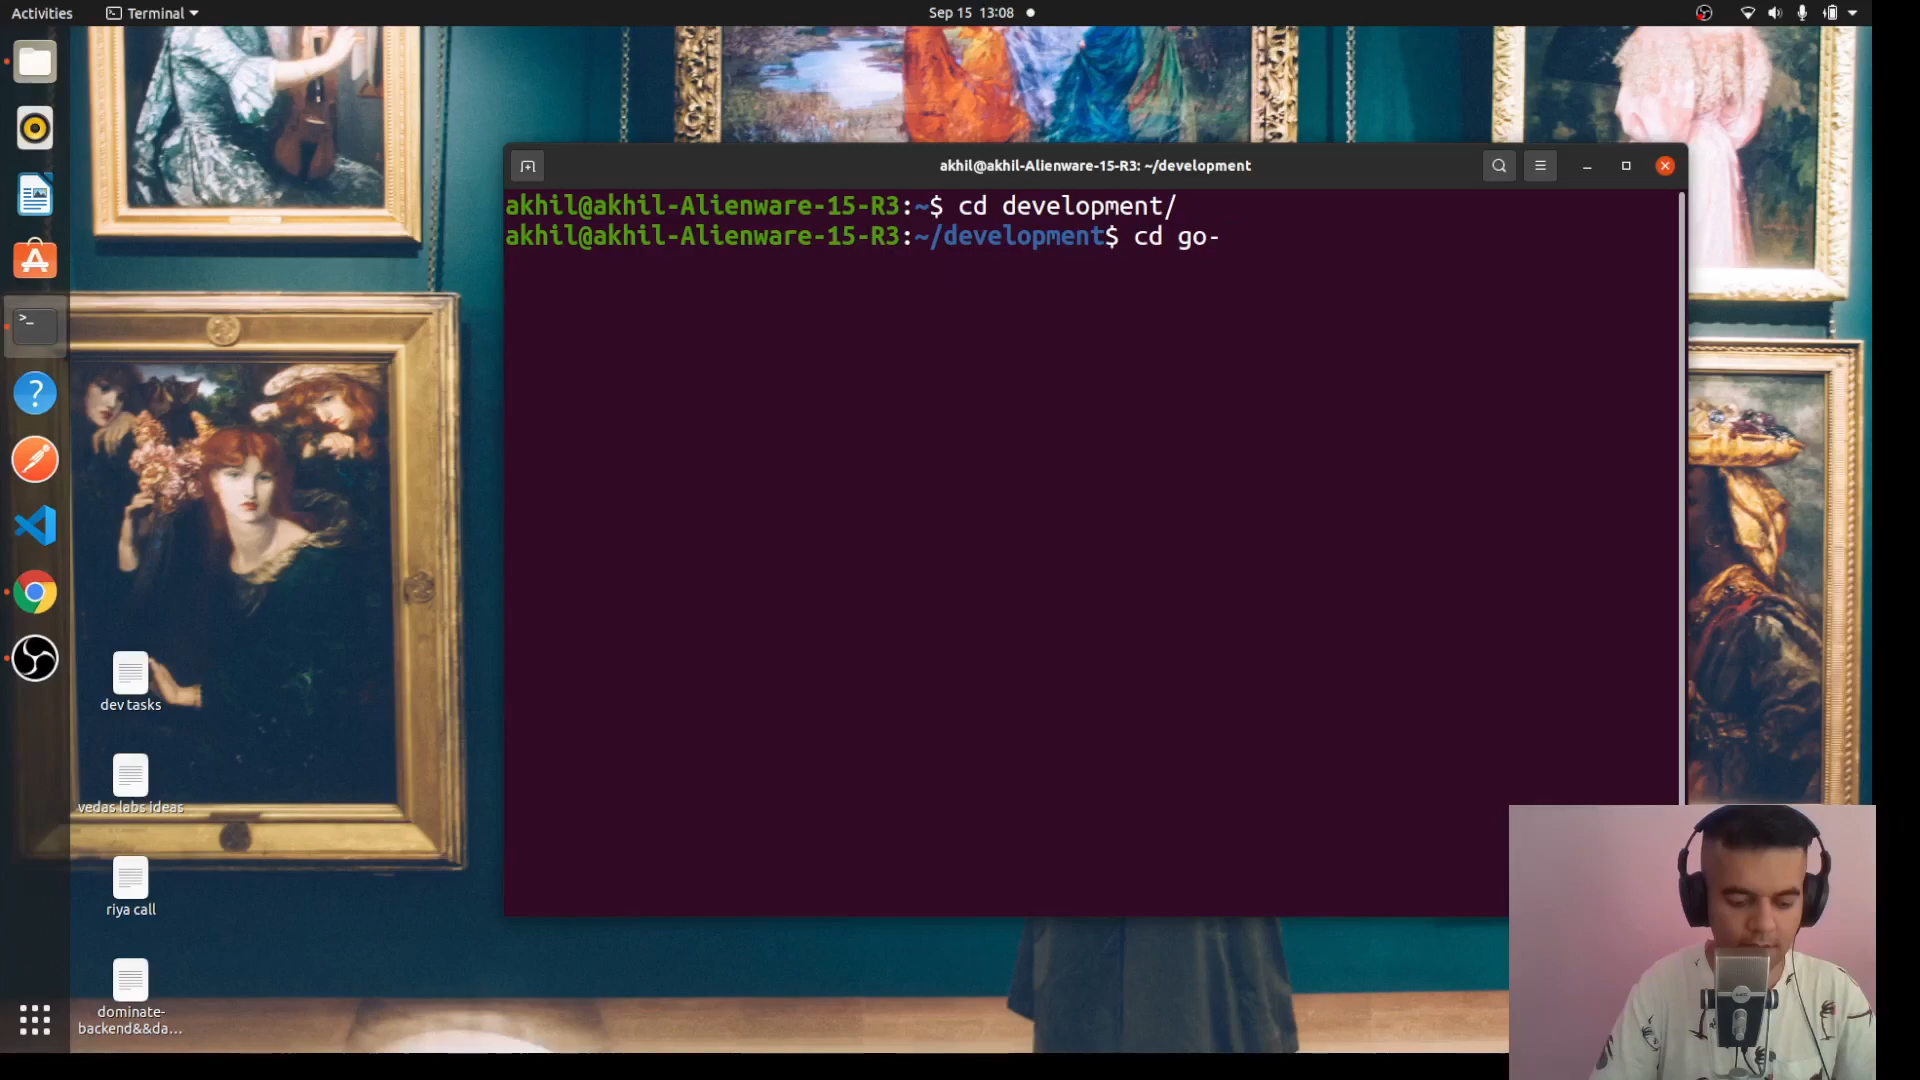 Activities
Terminal
Sep 15 13:08
akhil@akhil-Alienware-15-R3: ~/development
akhil@akhil-Alienware-15-R3:~$ cd development/
akhil@akhil-Alienware-15-R3:~/development$ cd go-
dev tasks
vedas labs ideas
riya call
dominate-
backend&&da...